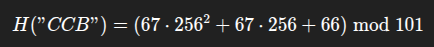 H("CCB") = (67 · 256² + 67 · 256 + 66) mod 101